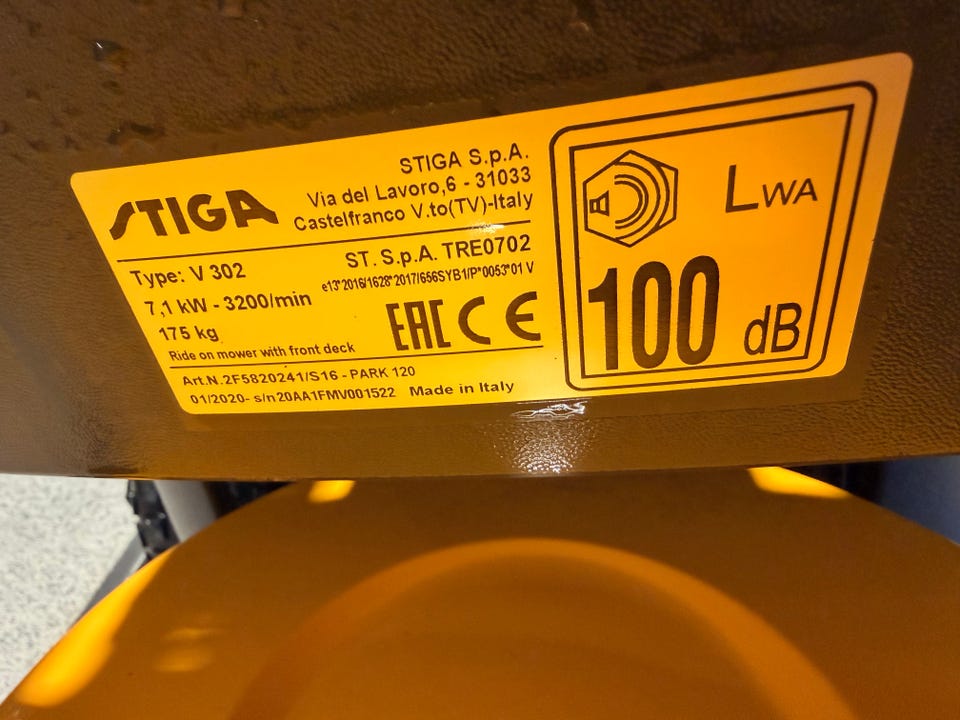 STIGA
STIGA S.p.A.
Via del Lavoro,6 - 31033
Castelfranco V.to(TV)-Italy
Type: V 302
ST. S.p.A. TRE0702
7,1 kW - 3200/min
e13*2016/1628*2017/656SYB1/P*0053*01 V
175 kg
EAC CE
Ride on mower with front deck
Art.N.2F5820241/S16 - PARK 120
01/2020- s/n20AA1FMV001522 Made in Italy
LWA
100 dB